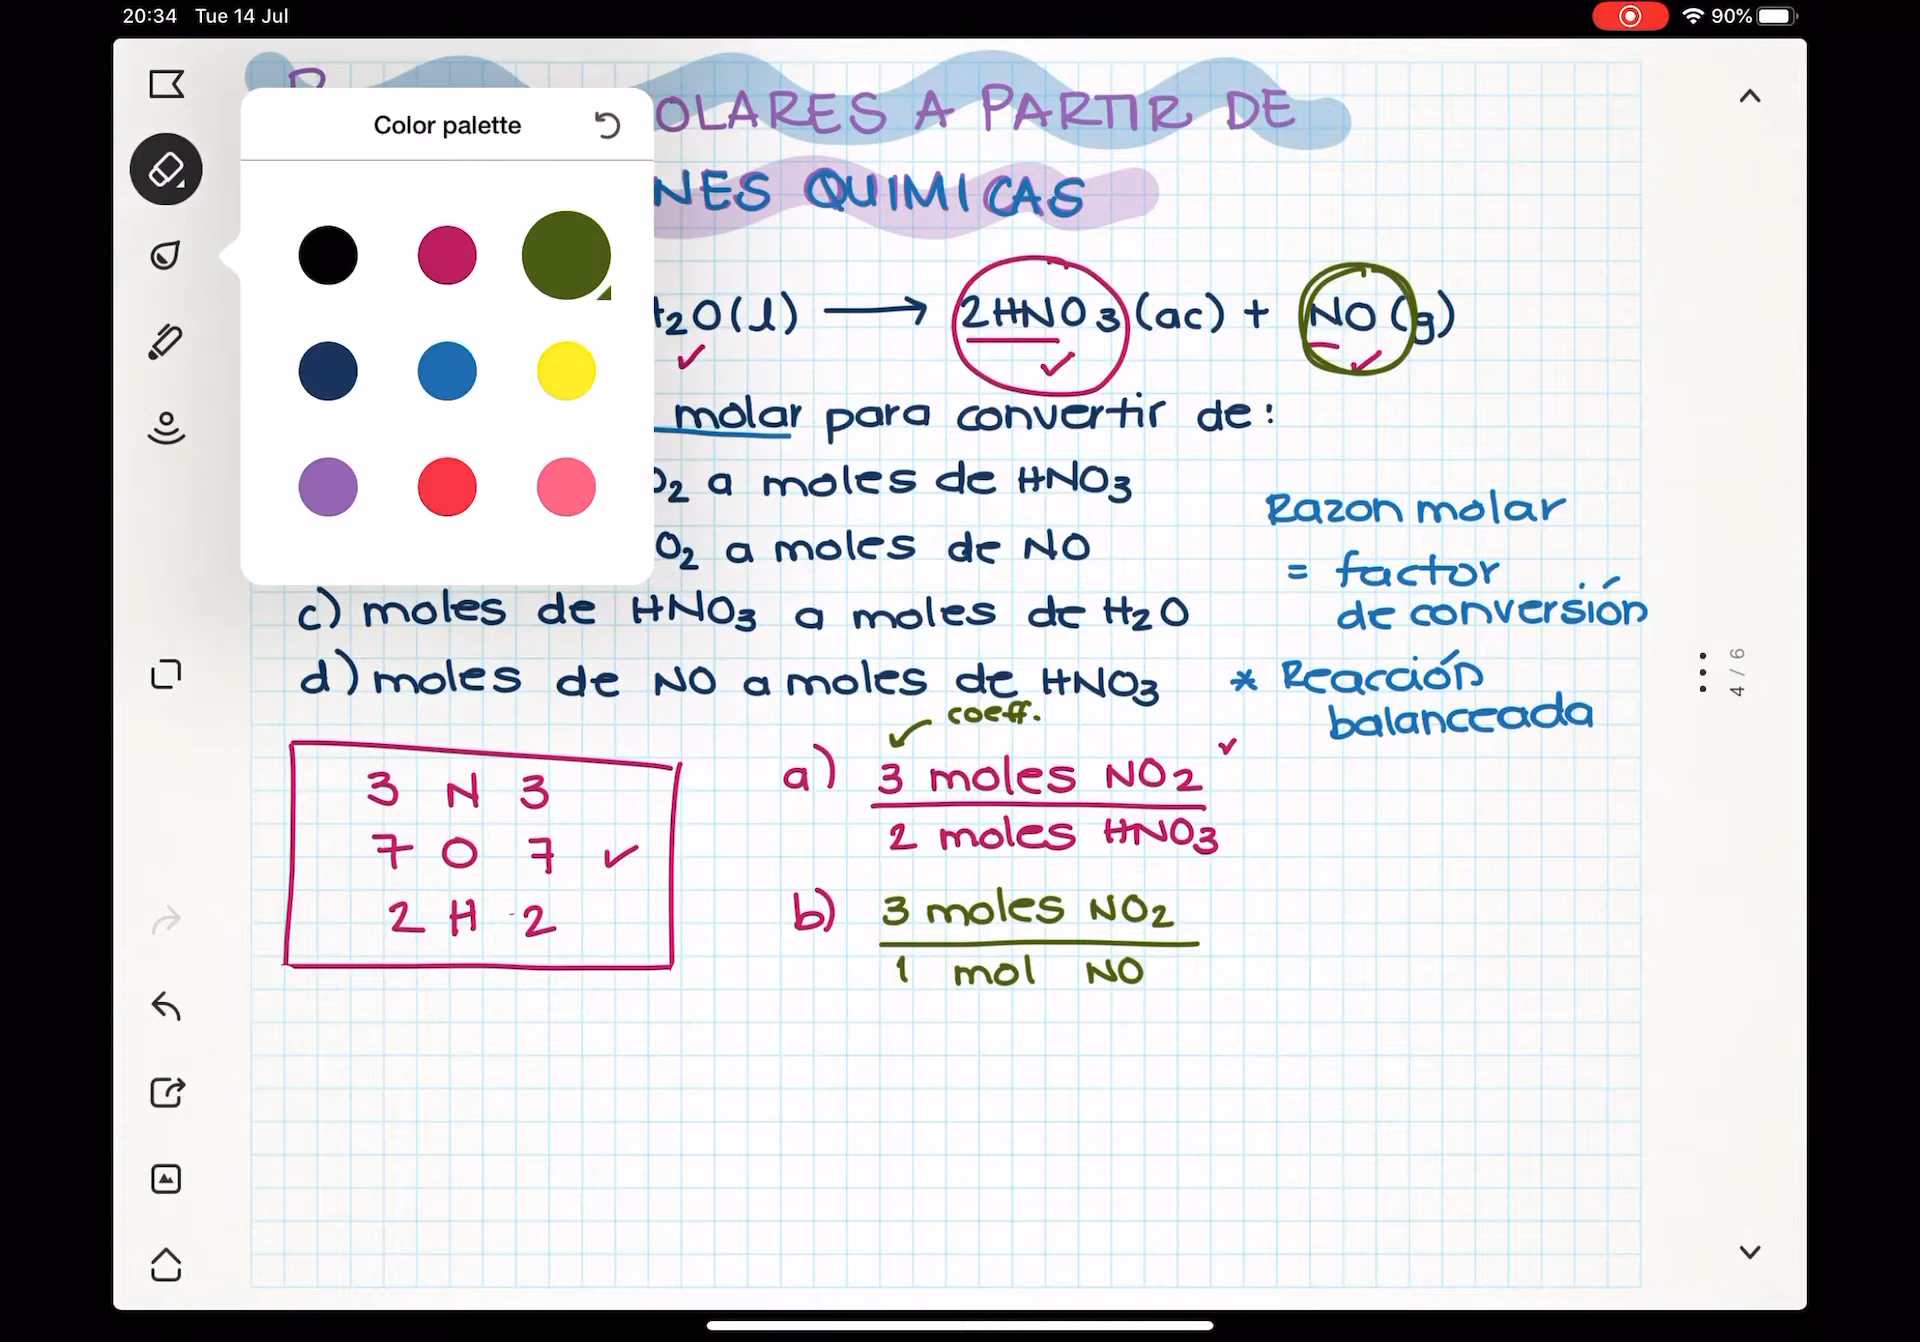 20:34 Tue 14 Jul 90%
OLARES A PARTIR DE
Color palette
NES QUIMICAS
H2O(l) → 2HNO3 (ac) + NO (g)
molar para convertir de:
O2 a moles de HNO3
O2 a moles de NO
c) moles de HNO3 a moles de H2O
d) moles de NO a moles de HNO3
Razon molar
= factor
de conversión
* Reacción
balanceada
4 / 6
coeff.
3 N 3
7 O 7
2 H 2
a) 3 moles NO2
2 moles HNO3
b) 3 moles NO2
1 mol NO